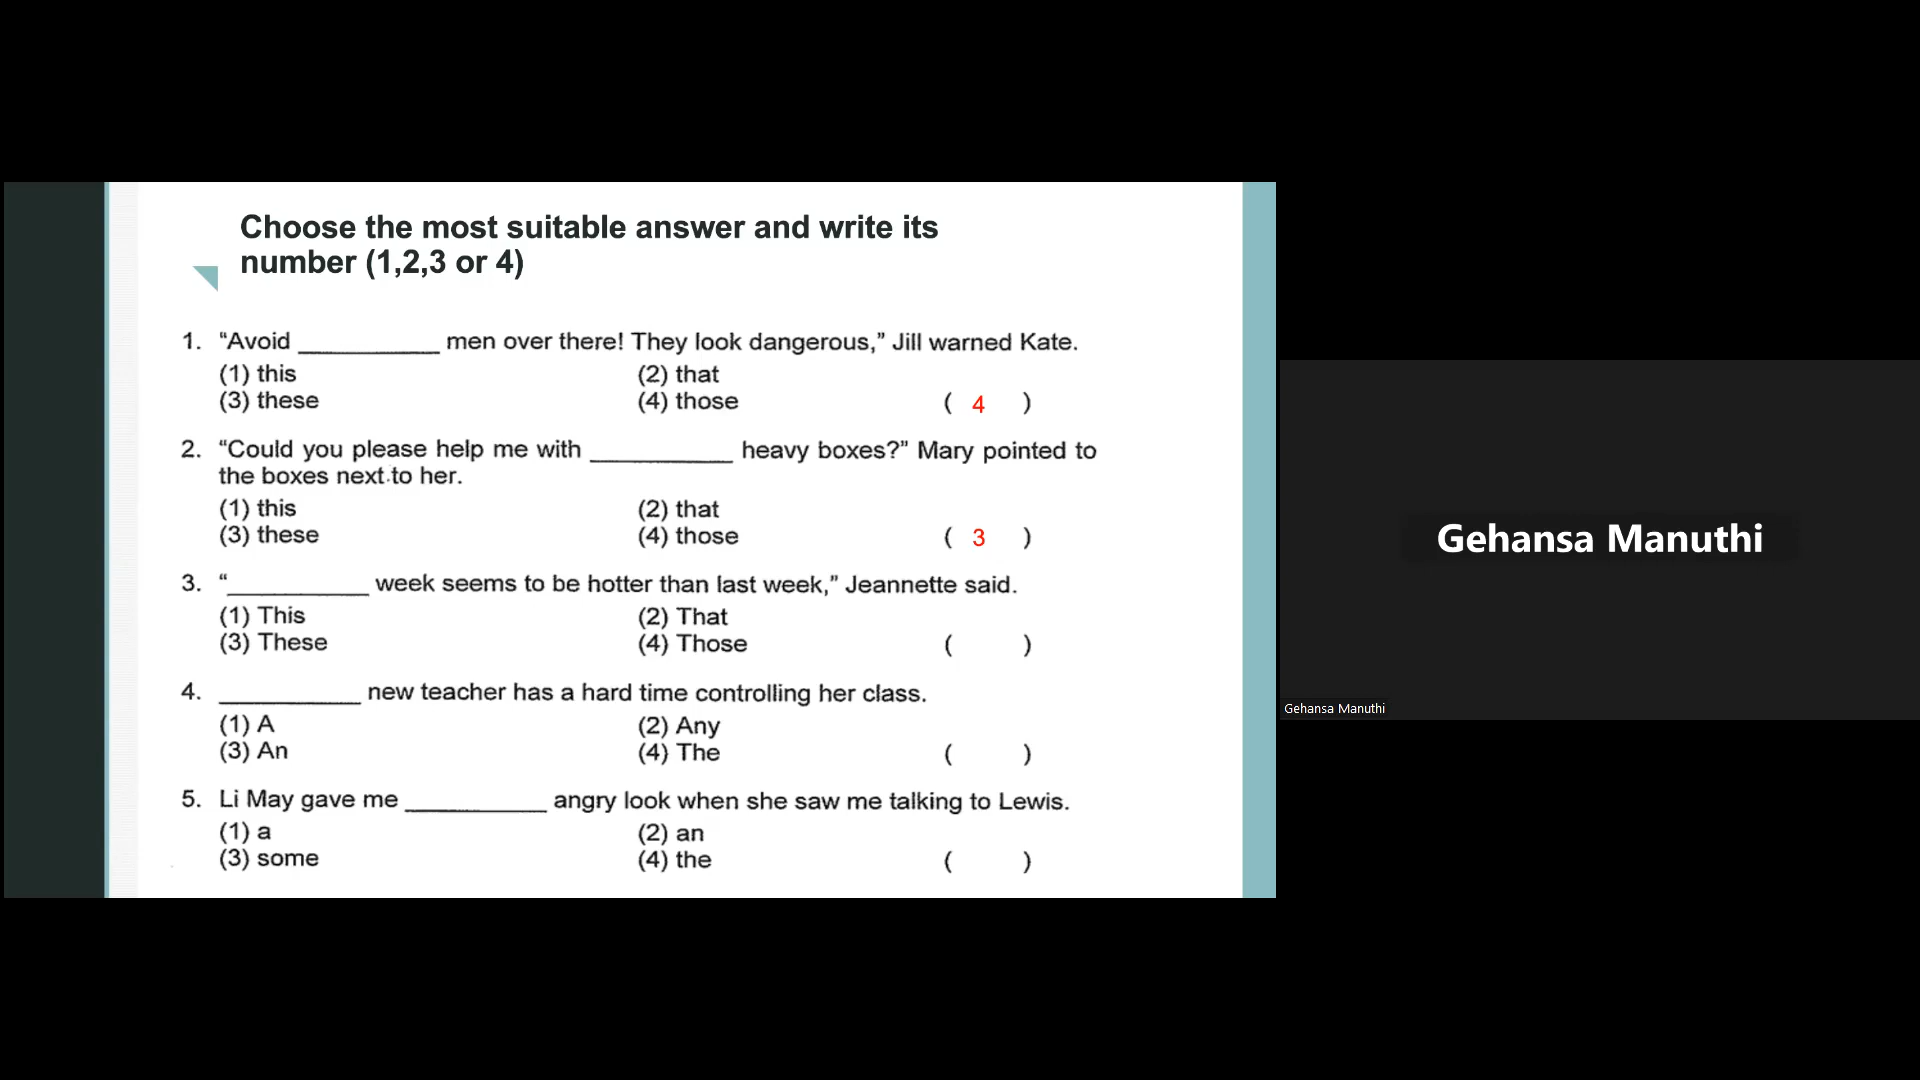 Choose the most suitable answer and write its
number (1,2,3 or 4)
1. “Avoid __________ men over there! They look dangerous,” Jill warned Kate.
(1) this (2) that
(3) these (4) those ( 4 )
2. “Could you please help me with __________ heavy boxes?” Mary pointed to
the boxes next to her.
(1) this (2) that
(3) these (4) those ( 3 )
3. “__________ week seems to be hotter than last week,” Jeannette said.
(1) This (2) That
(3) These (4) Those ( )
4. __________ new teacher has a hard time controlling her class.
(1) A (2) Any
(3) An (4) The ( )
5. Li May gave me __________ angry look when she saw me talking to Lewis.
(1) a (2) an
(3) some (4) the ( )
Gehansa Manuthi
Gehansa Manuthi